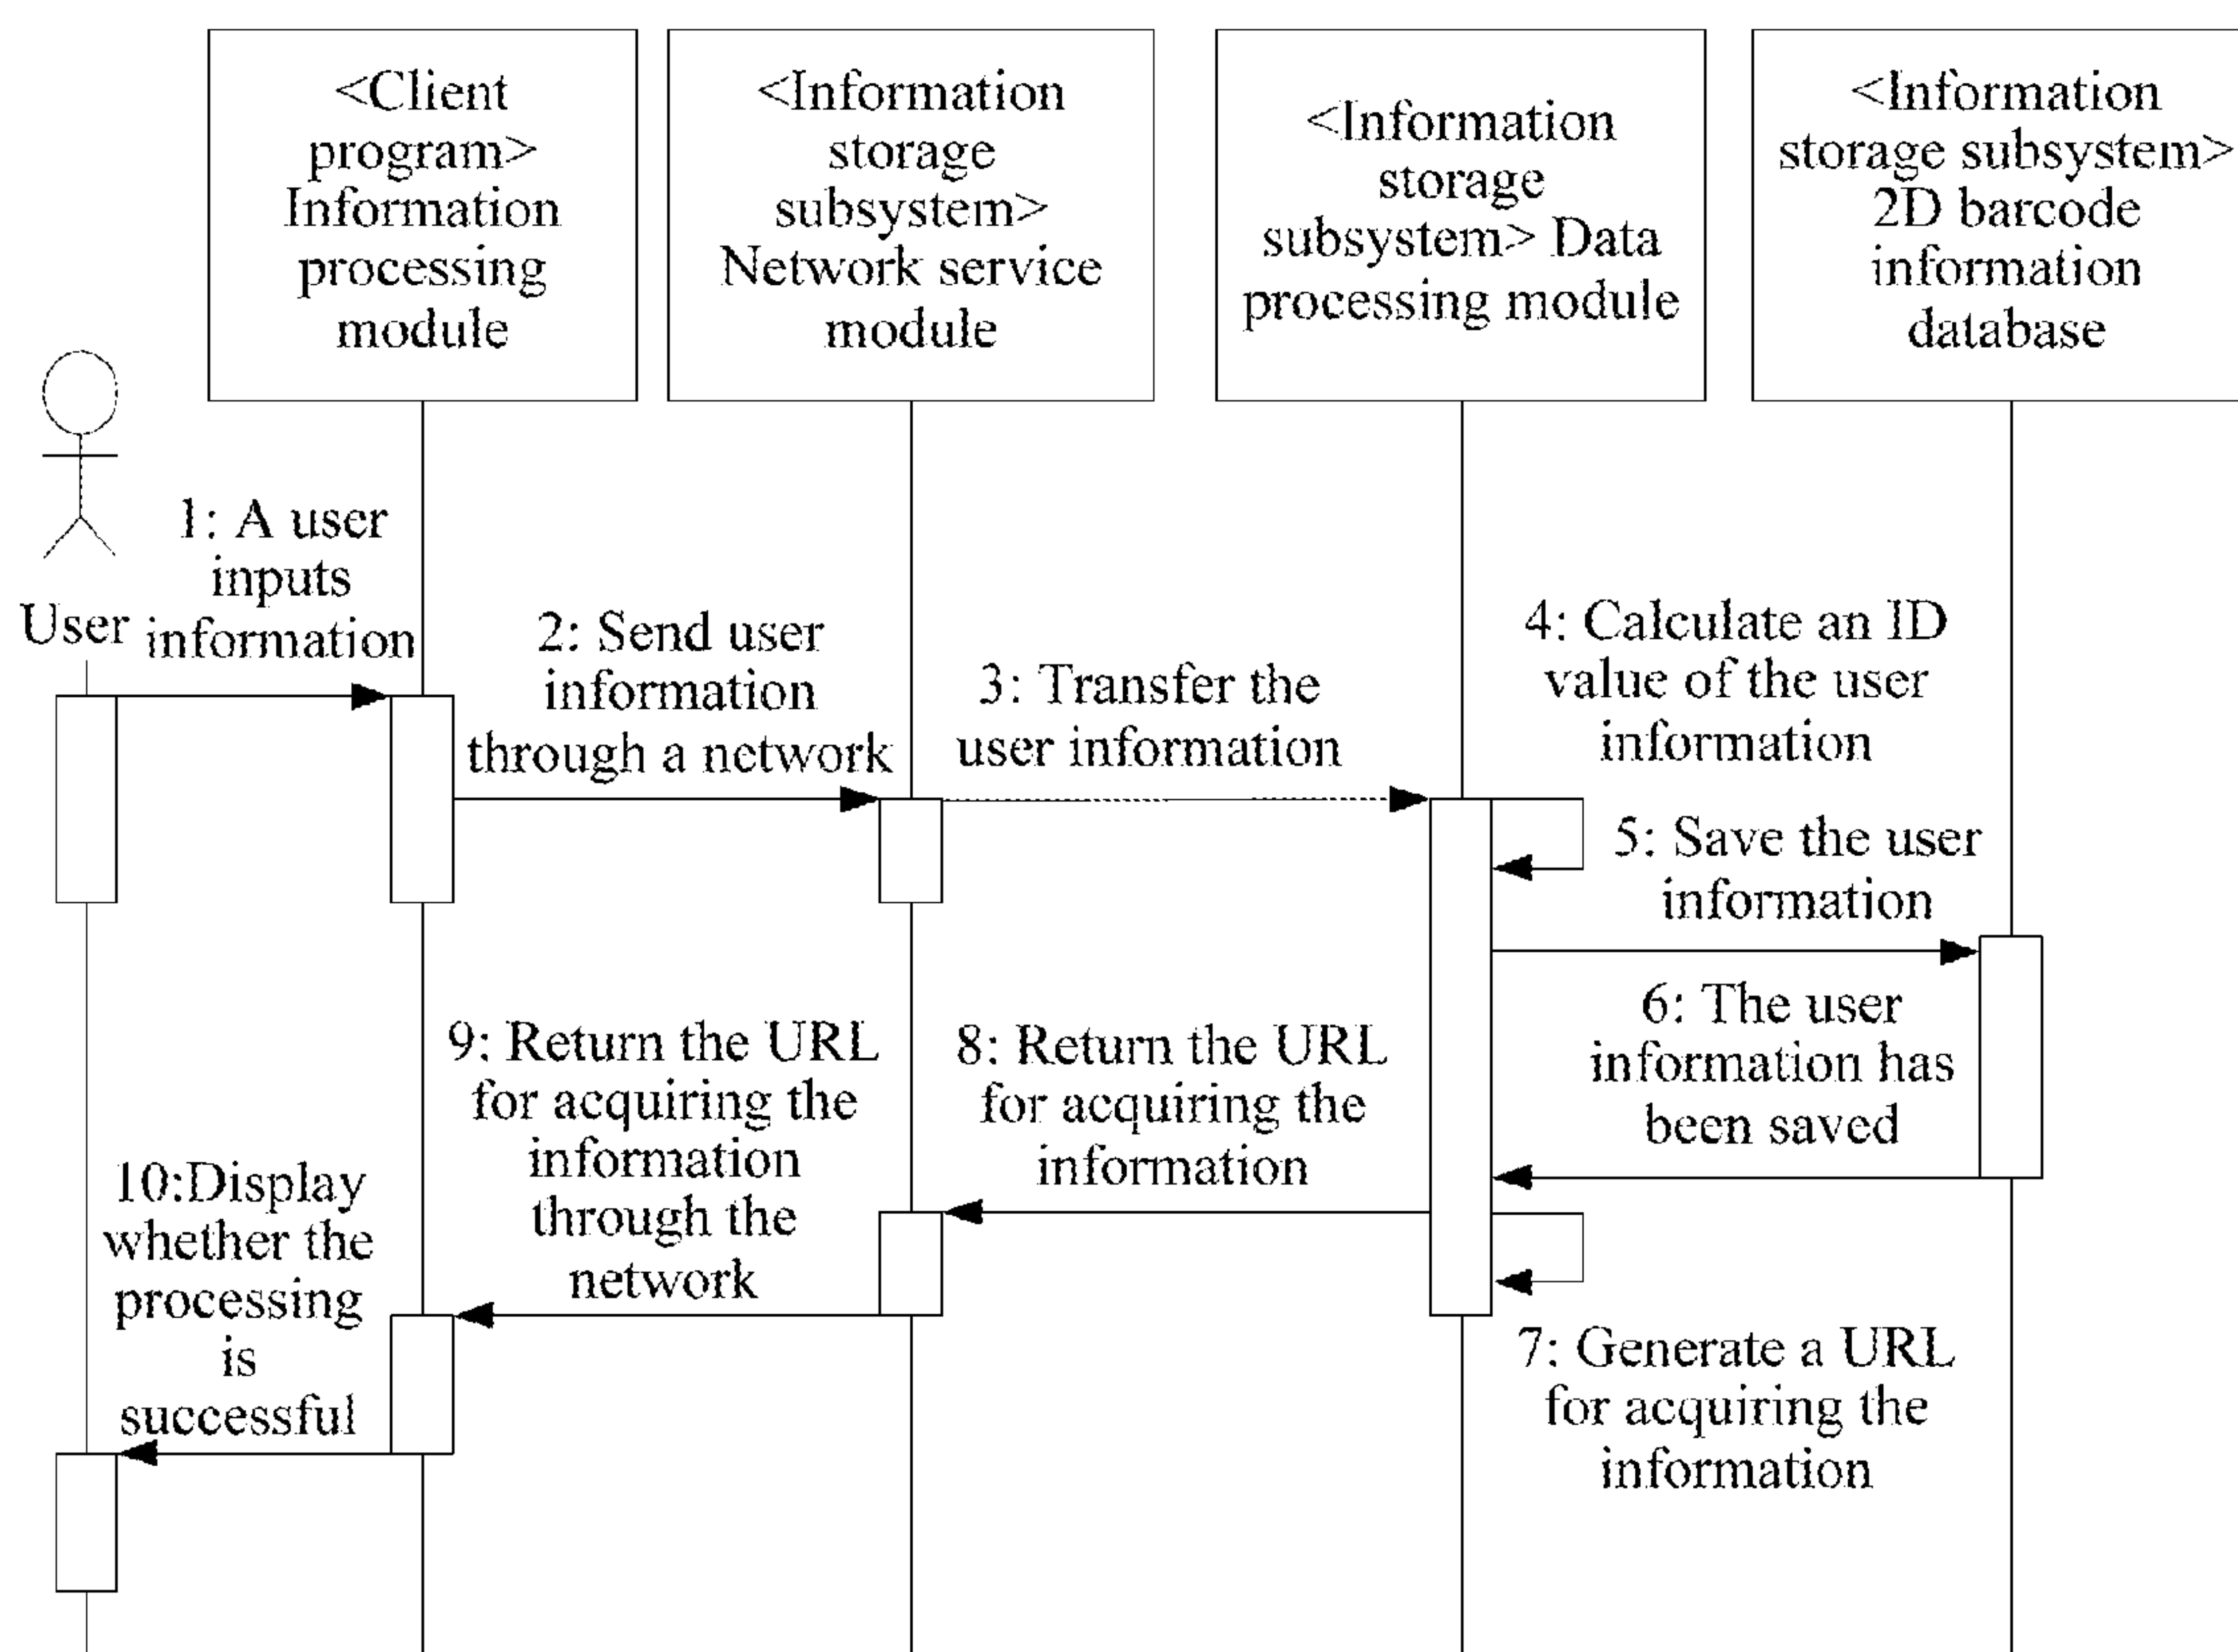 <Client
program>
Information
processing
module
<Information
storage
subsystem>
Network service
module
<Information
storage
subsystem> Data
processing module
<Information
storage subsystem>
2D barcode
information
database
User
1: A user
inputs
information
2: Send user
information
through a network
3: Transfer the
user information
4: Calculate an ID
value of the user
information
5: Save the user
information
6: The user
information has
been saved
7: Generate a URL
for acquiring the
information
8: Return the URL
for acquiring the
information
9: Return the URL
for acquiring the
information
through the
network
10:Display
whether the
processing
is
successful